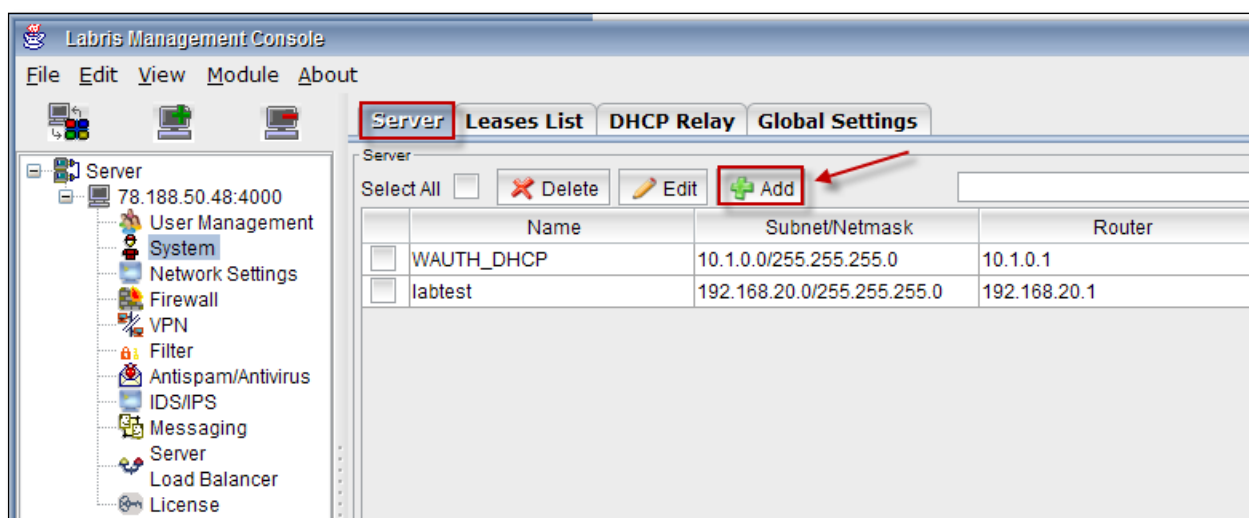 Labris Management Console
File Edit View Module About
Server Leases List DHCP Relay Global Settings
Server
Select All Delete Edit Add
Name Subnet/Netmask Router
WAUTH_DHCP 10.1.0.0/255.255.255.0 10.1.0.1
labtest 192.168.20.0/255.255.255.0 192.168.20.1
Server
78.188.50.48:4000
User Management
System
Network Settings
Firewall
VPN
Filter
Antispam/Antivirus
IDS/IPS
Messaging
Server
Load Balancer
License